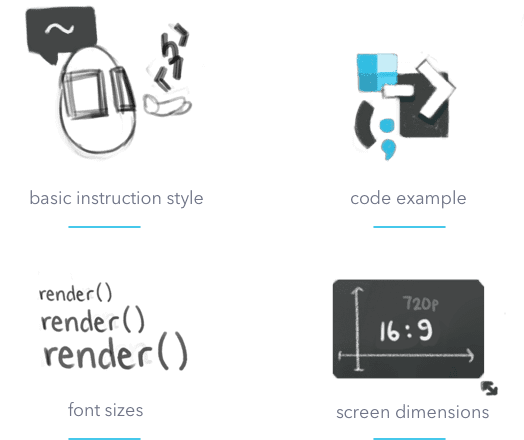 ~
basic instruction style
code example
render()
render()
render()
font sizes
720p
16:9
screen dimensions